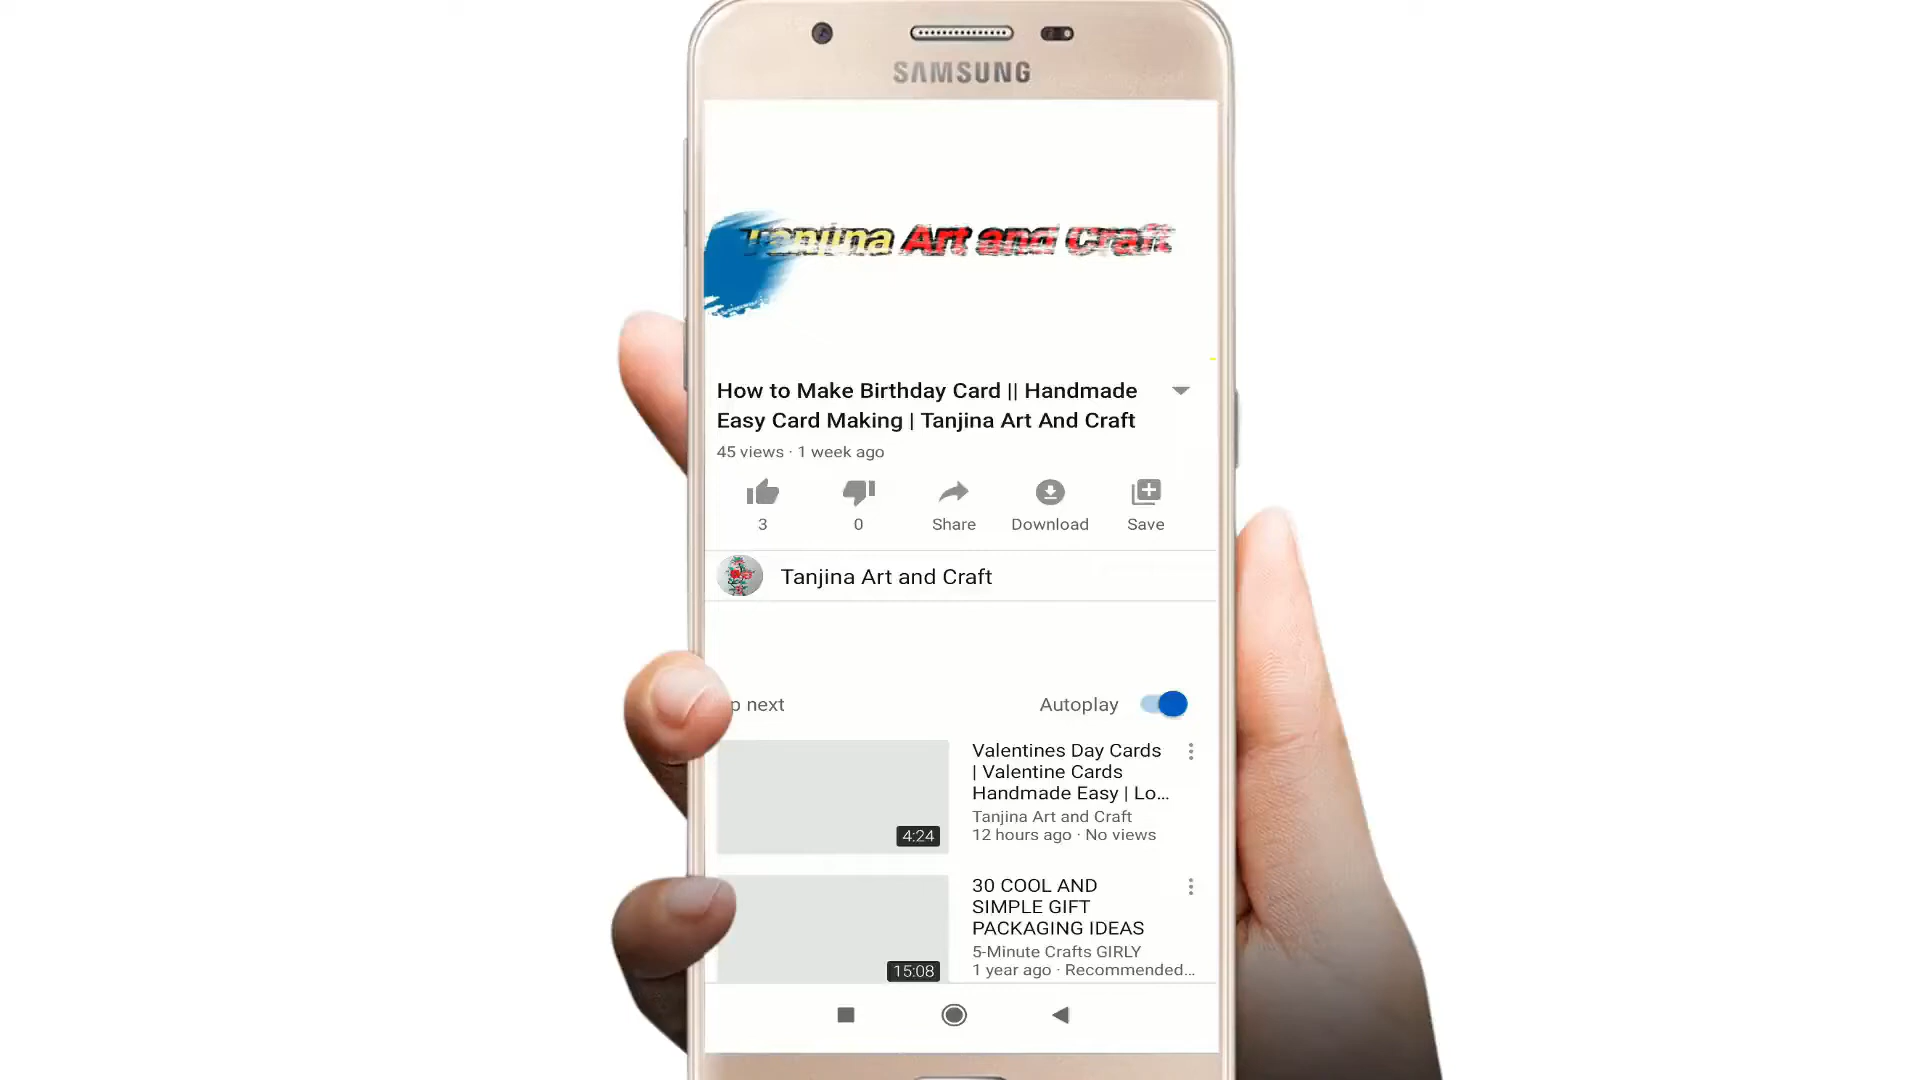 SAMSUNG
Tanjina Art and Craft
How to Make Birthday Card || Handmade
Easy Card Making | Tanjina Art And Craft
45 views · 1 week ago
3
0
Share
Download
Save
Tanjina Art and Craft
p next
Autoplay
Valentines Day Cards
| Valentine Cards
Handmade Easy | Lo...
Tanjina Art and Craft
12 hours ago · No views
4:24
30 COOL AND
SIMPLE GIFT
PACKAGING IDEAS
5-Minute Crafts GIRLY
1 year ago · Recommended...
15:08